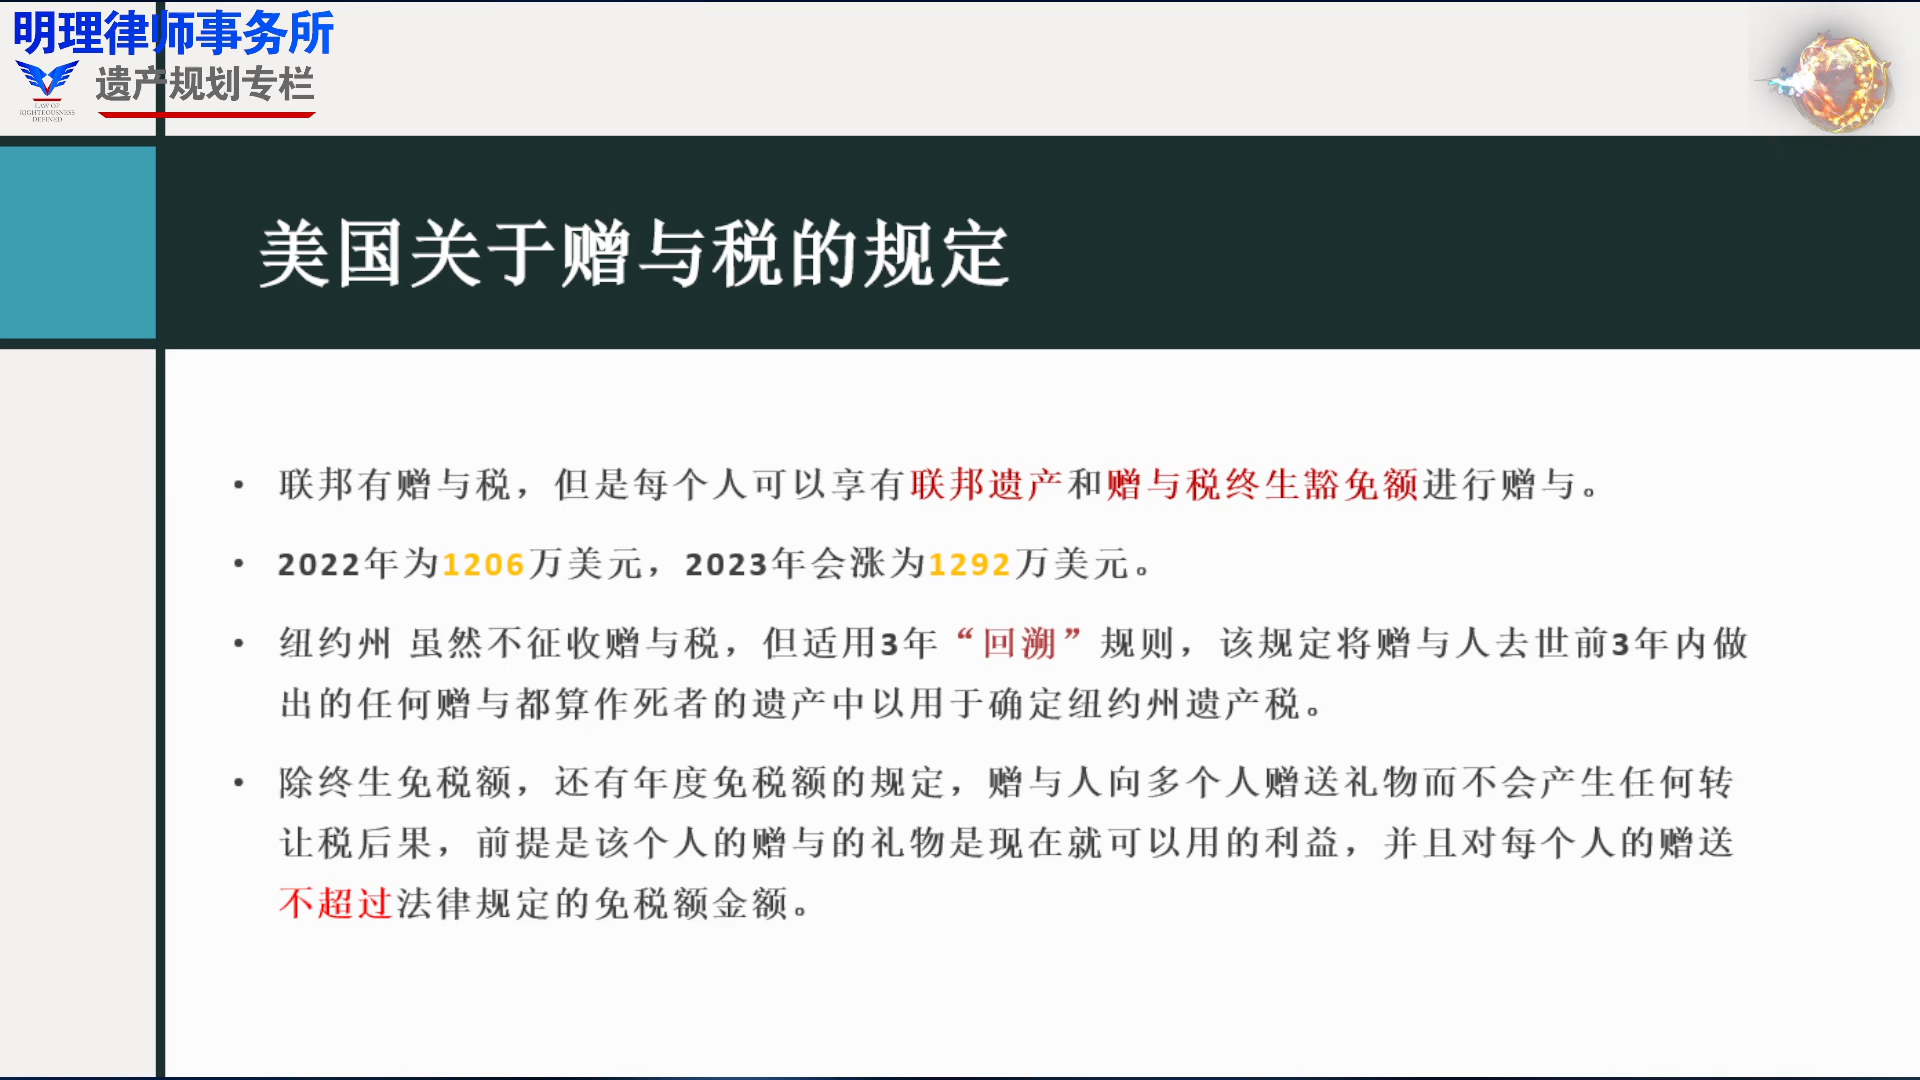 明理律师事务所
遗产规划专栏
LAW OF
RIGHTEOUSNESS
DEFINED
美国关于赠与税的规定
• 联邦有赠与税，但是每个人可以享有联邦遗产和赠与税终生豁免额进行赠与。
• 2022年为1206万美元，2023年会涨为1292万美元。
• 纽约州 虽然不征收赠与税，但适用3年“回溯”规则，该规定将赠与人去世前3年内做
出的任何赠与都算作死者的遗产中以用于确定纽约州遗产税。
• 除终生免税额，还有年度免税额的规定，赠与人向多个人赠送礼物而不会产生任何转
让税后果，前提是该个人的赠与的礼物是现在就可以用的利益，并且对每个人的赠送
不超过法律规定的免税额金额。